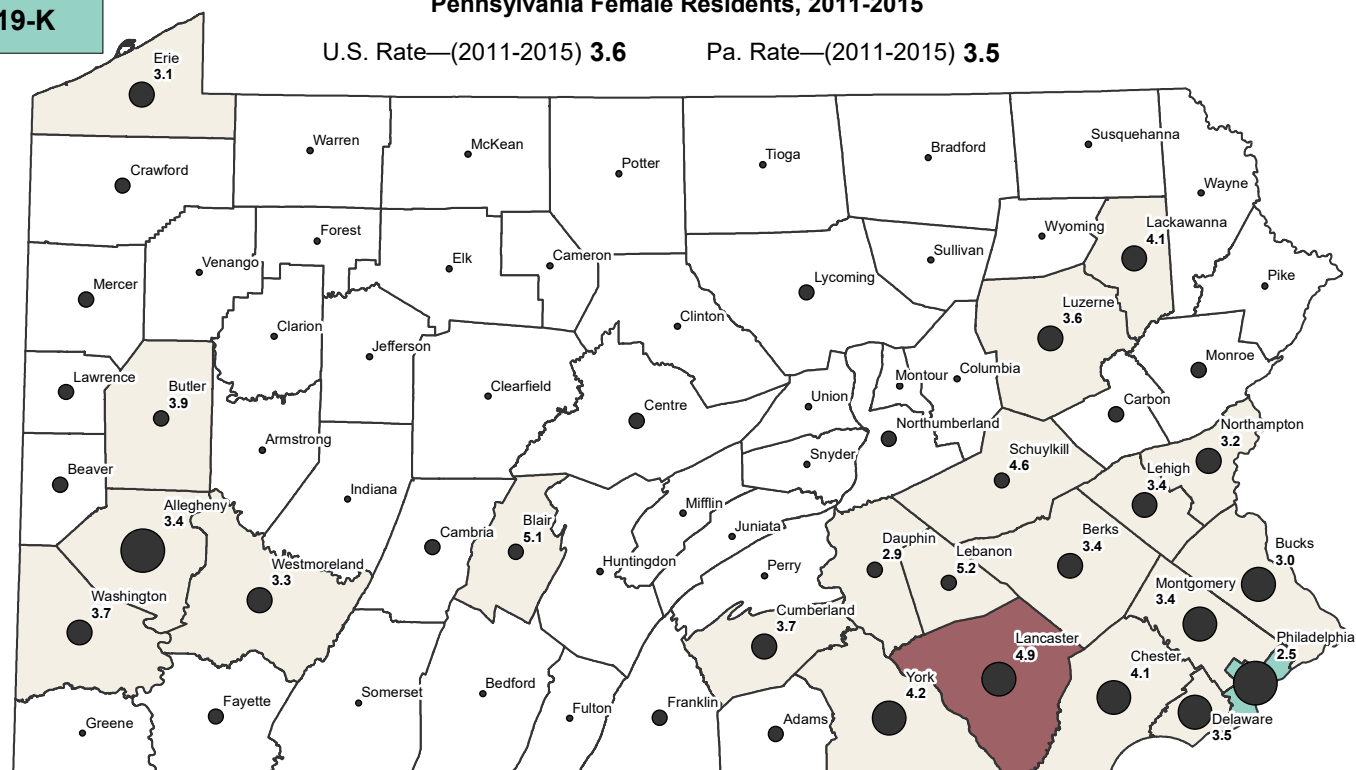 19-K
Pennsylvania Female Residents, 2011-2015
U.S. Rate—(2011-2015) 3.6
Pa. Rate—(2011-2015) 3.5
Erie
3.1
Warren
McKean
Potter
Tioga
Bradford
Susquehanna
Crawford
Wayne
Forest
Wyoming
Lackawanna
4.1
Venango
Elk
Cameron
Sullivan
Mercer
Lycoming
Pike
Luzerne
3.6
Clarion
Clinton
Jefferson
Monroe
Lawrence
Butler
3.9
Clearfield
Montour
Columbia
Centre
Union
Carbon
Northumberland
Northampton
3.2
Armstrong
Snyder
Schuylkill
4.6
Beaver
Lehigh
3.4
Indiana
Allegheny
3.4
Mifflin
Cambria
Blair
5.1
Juniata
Dauphin
2.9
Berks
3.4
Bucks
3.0
Lebanon
5.2
Westmoreland
3.3
Huntingdon
Perry
Montgomery
3.4
Washington
3.7
Cumberland
3.7
Lancaster
4.9
Philadelphia
2.5
Chester
4.1
York
4.2
Bedford
Somerset
Fayette
Franklin
Fulton
Greene
Adams
Delaware
3.5